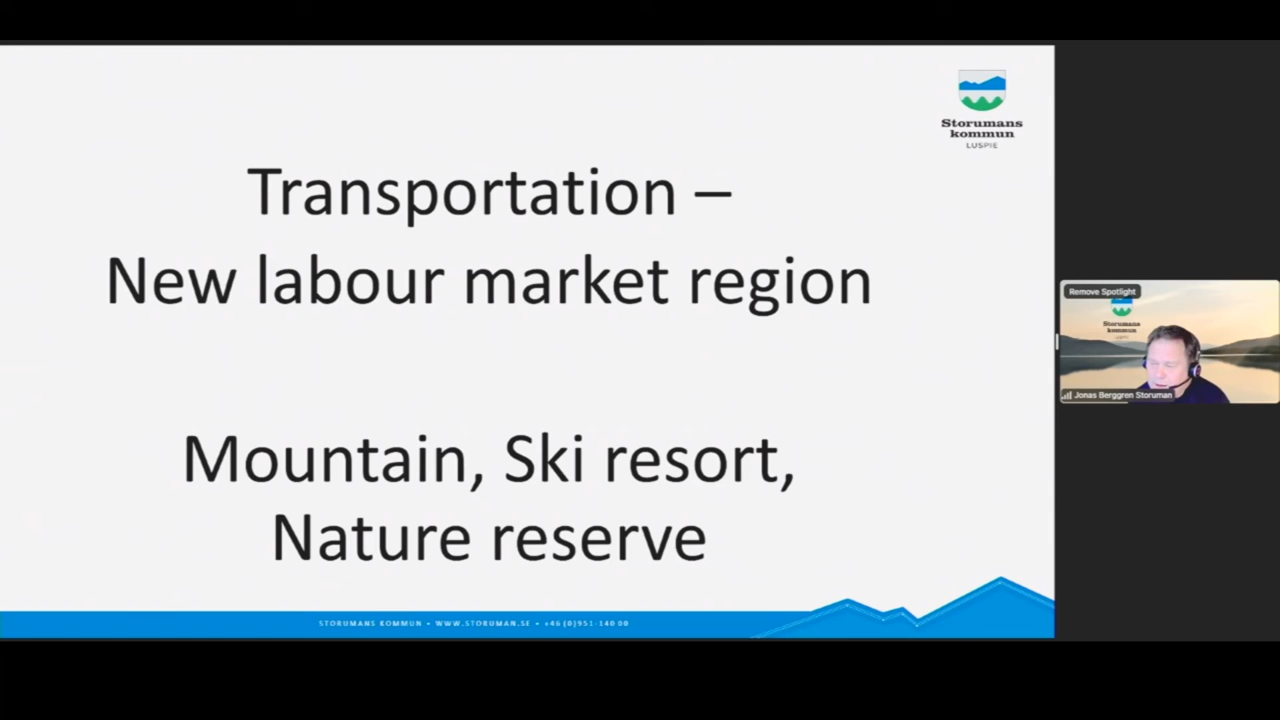 Storumans
kommun
LUSPIE
Transportation –
New labour market region
Mountain, Ski resort,
Nature reserve
STORUMANS KOMMUN • WWW.STORUMAN.SE • +46 (0)951-140 00
Remove Spotlight
Storumans
kommun
Jonas Berggren Storuman